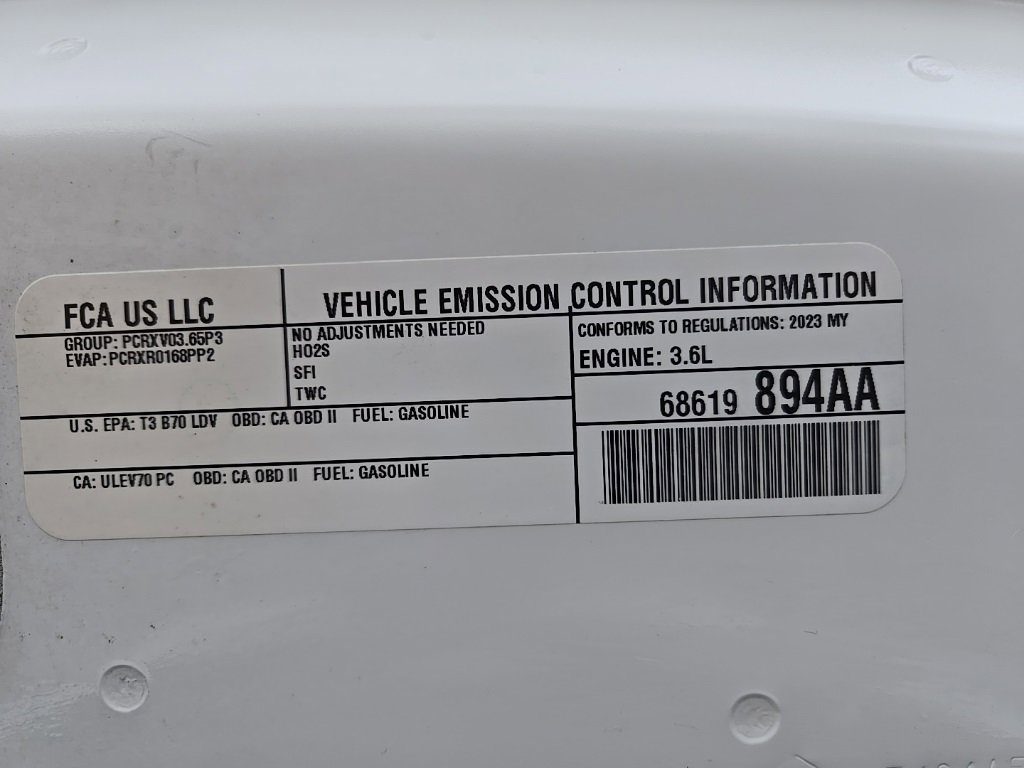 FCA US LLC
VEHICLE EMISSION CONTROL INFORMATION
GROUP: PCRXV03.65P3
EVAP: PCRXR0168PP2
NO ADJUSTMENTS NEEDED
HO2S
SFI
TWC
CONFORMS TO REGULATIONS: 2023 MY
ENGINE: 3.6L
68619 894AA
U.S. EPA: T3 B70 LDV OBD: CA OBD II FUEL: GASOLINE
CA: ULEV70 PC OBD: CA OBD II FUEL: GASOLINE